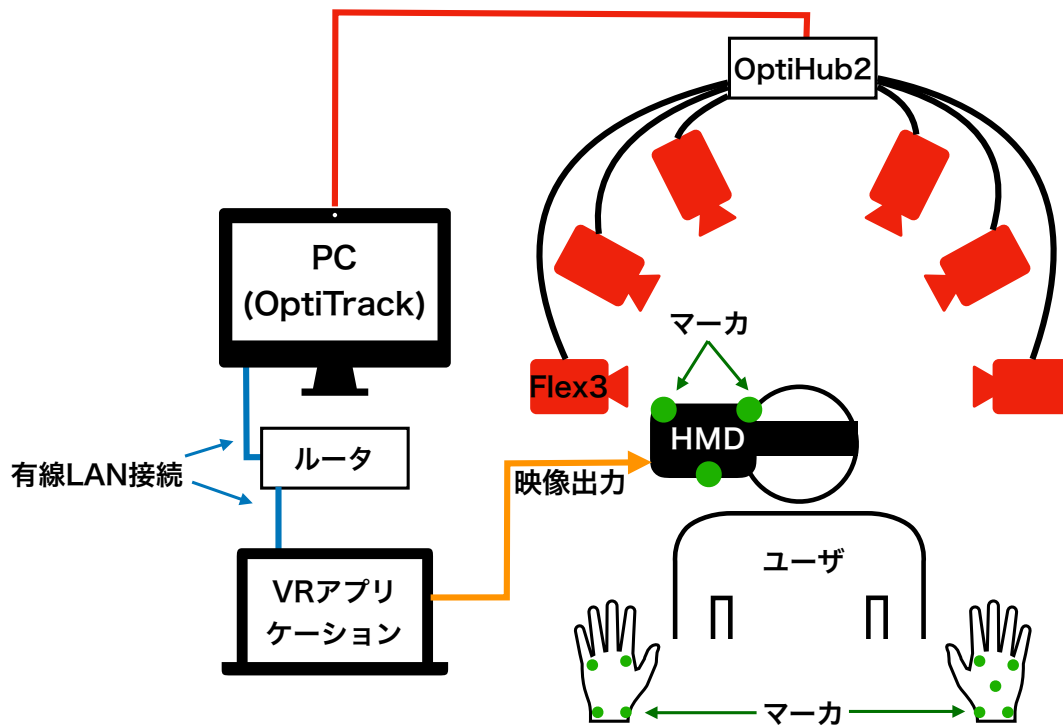 OptiHub2
PC
(OptiTrack)
マーカ
Flex3
HMD
ルータ
有線LAN接続
映像出力
ユーザ
VRアプリ
ケーション
マーカ